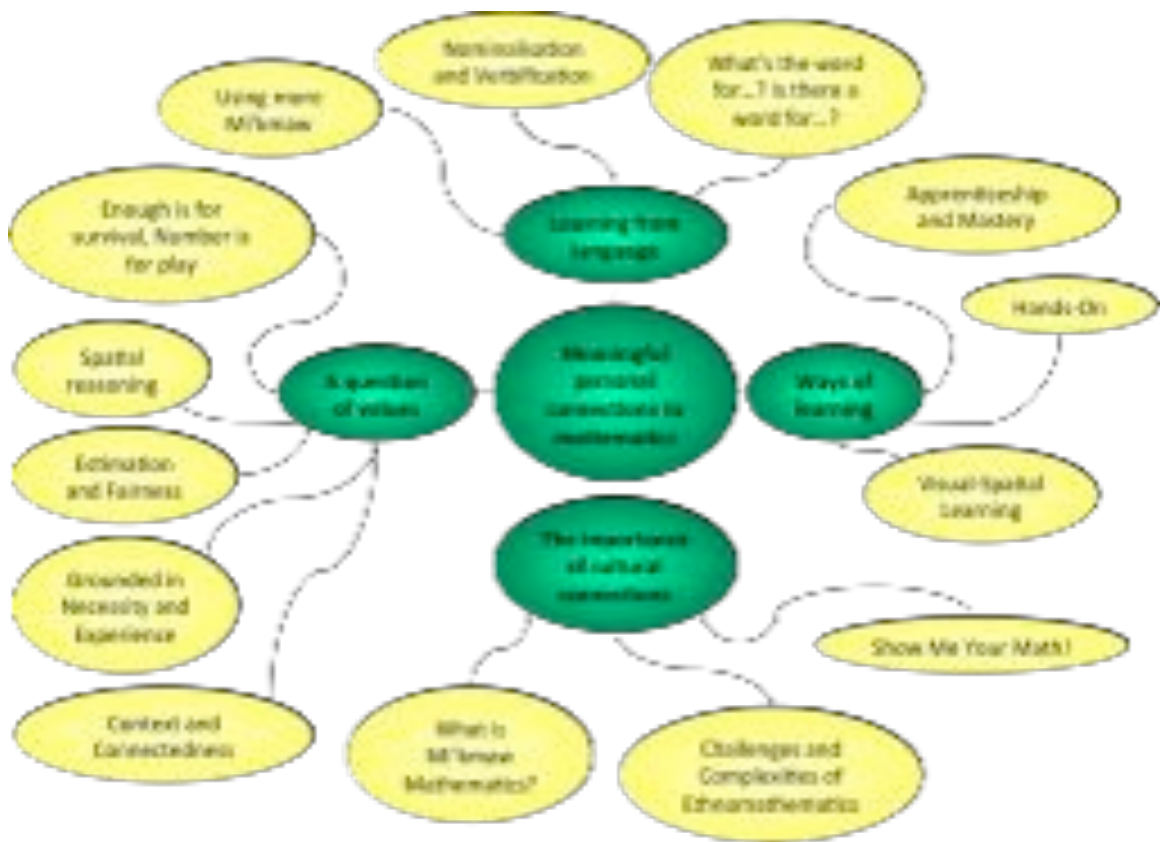 Nominalisation
and Verbification
What's the word
for...? Is there a
word for...?
Using more
Mi'kmaw
Apprenticeship
and Mastery
Enough is for
survival, Number is
for play
Learning from
language
Hands-On
Spatial
reasoning
A question
of values
Meaningful
personal
connections to
mathematics
Ways of
learning
Estimation
and Fairness
Visual-Spatial
Learning
The importance
of cultural
connections
Grounded in
Necessity and
Experience
Show Me Your Math!
Context and
Connectedness
What is
Mi'kmaw
Mathematics?
Challenges and
Complexities of
Ethnomathematics